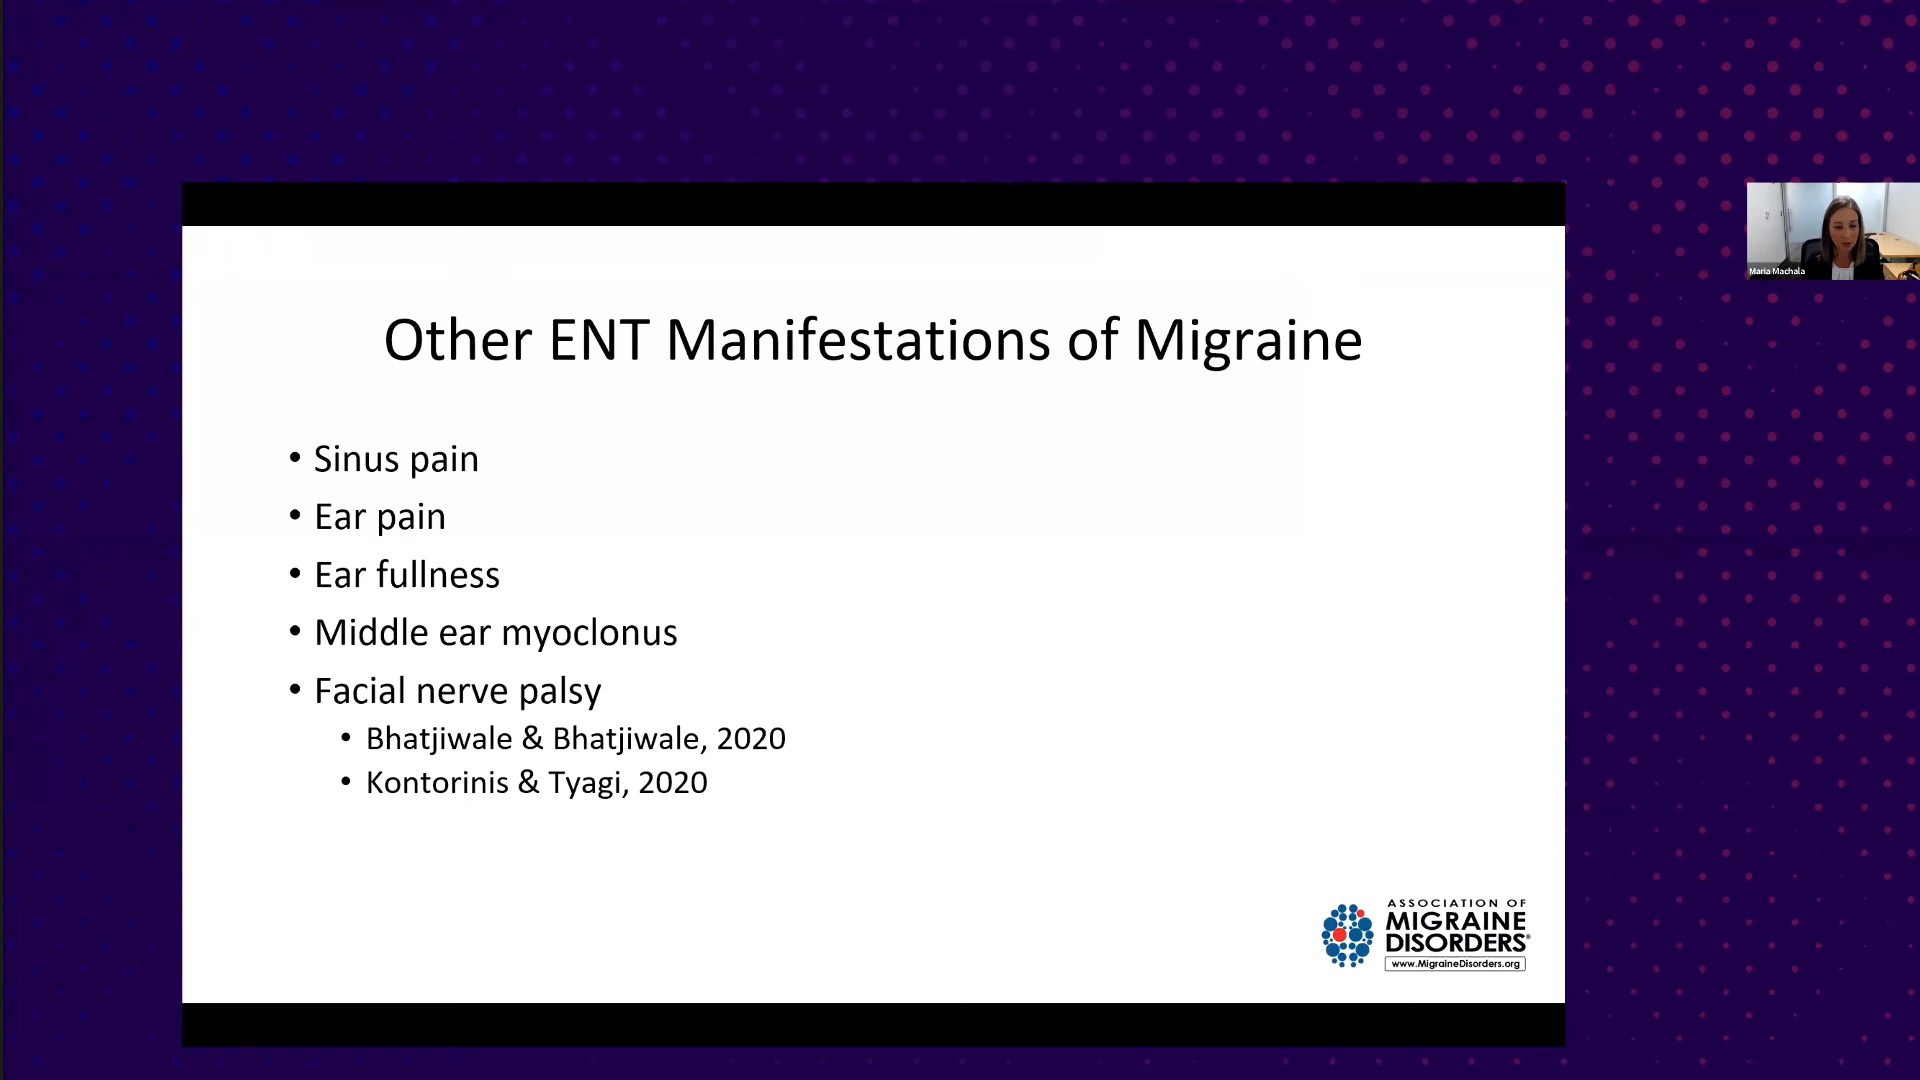 Other ENT Manifestations of Migraine
• Sinus pain
• Ear pain
• Ear fullness
• Middle ear myoclonus
• Facial nerve palsy
• Bhatjiwale & Bhatjiwale, 2020
• Kontorinis & Tyagi, 2020
ASSOCIATION OF
MIGRAINE
DISORDERS®
www.MigraineDisorders.org
Maria Machala